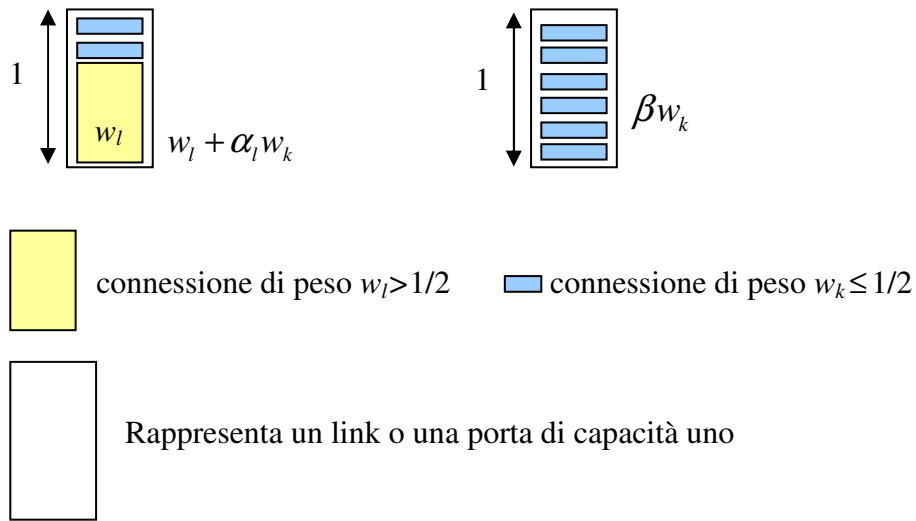 1
w_l
w_l + α_l w_k
1
βw_k
connessione di peso w_l>1/2
connessione di peso w_k ≤ 1/2
Rappresenta un link o una porta di capacità uno